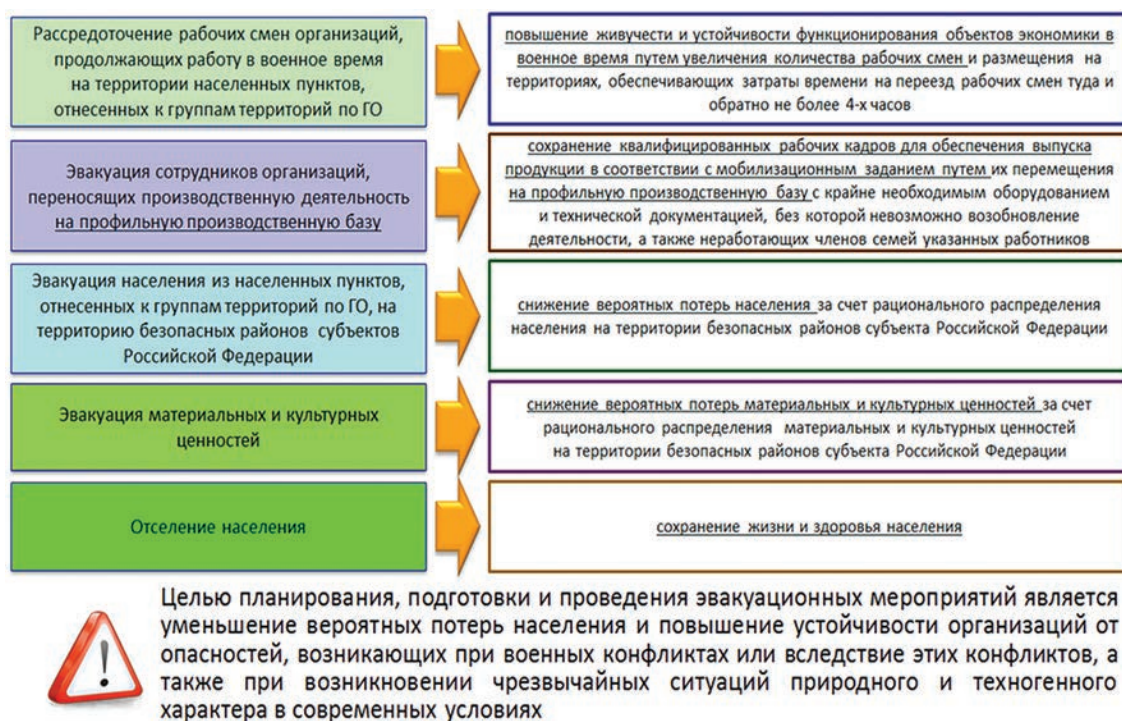 Рассредоточение рабочих смен организаций,
продолжающих работу в военное время
на территории населенных пунктов,
отнесенных к группам территорий по ГО
повышение живучести и устойчивости функционирования объектов экономики в
военное время путем увеличения количества рабочих смен и размещения на
территориях, обеспечивающих затраты времени на переезд рабочих смен туда и
обратно не более 4-х часов
Эвакуация сотрудников организаций,
переносящих производственную деятельность
на профильную производственную базу
сохранение квалифицированных рабочих кадров для обеспечения выпуска
продукции в соответствии с мобилизационным заданием путем их перемещения
на профильную производственную базу с крайне необходимым оборудованием
и технической документацией, без которой невозможно возобновление
деятельности, а также неработающих членов семей указанных работников
Эвакуация населения из населенных пунктов,
отнесенных к группам территорий по ГО, на
территорию безопасных районов субъектов
Российской Федерации
снижение вероятных потерь населения за счет рационального распределения
населения на территории безопасных районов субъекта Российской Федерации
Эвакуация материальных и культурных
ценностей
снижение вероятных потерь материальных и культурных ценностей за счет
рационального распределения материальных и культурных ценностей
на территории безопасных районов субъекта Российской Федерации
Отселение населения
сохранение жизни и здоровья населения
Целью планирования, подготовки и проведения эвакуационных мероприятий является
уменьшение вероятных потерь населения и повышение устойчивости организаций от
опасностей, возникающих при военных конфликтах или вследствие этих конфликтов, а
также при возникновении чрезвычайных ситуаций природного и техногенного
характера в современных условиях